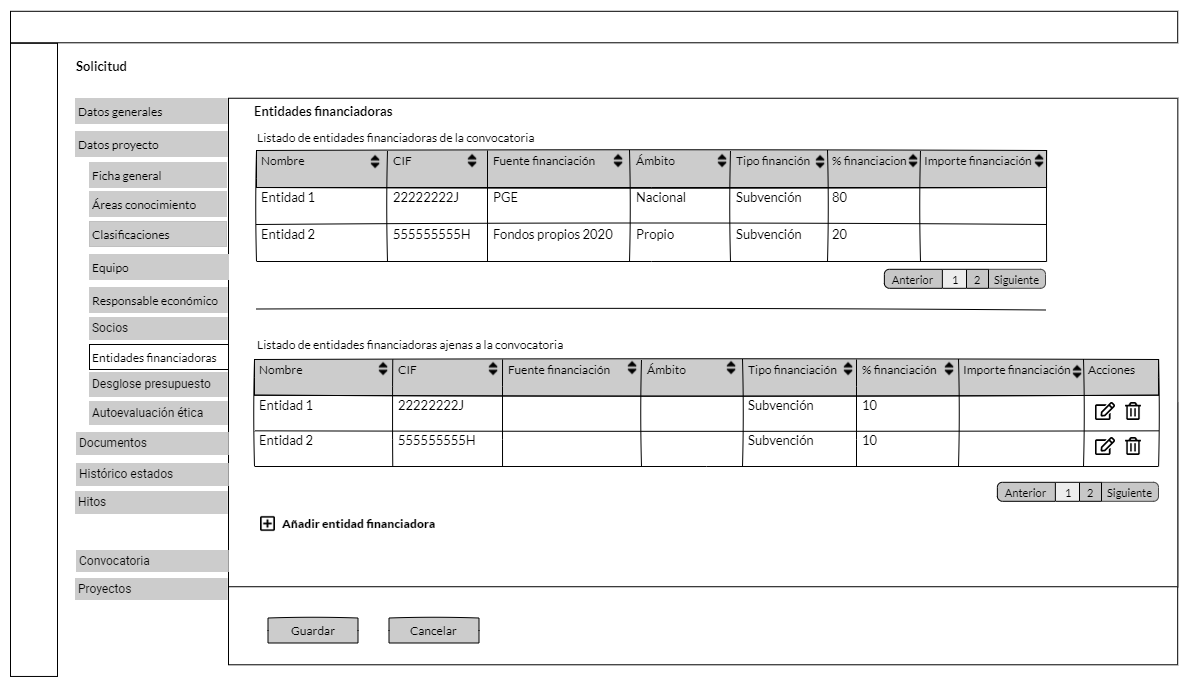 Solicitud
Datos generales
Datos proyecto
Ficha general
Áreas conocimiento
Clasificaciones
Equipo
Responsable económico
Socios
Entidades financiadoras
Desglose presupuesto
Autoevaluación ética
Documentos
Histórico estados
Hitos
Convocatoria
Proyectos
Entidades financiadoras
Listado de entidades financiadoras de la convocatoria
Nombre CIF Fuente financiación Ámbito Tipo financión % financiacion Importe financiación
Entidad 1 22222222J PGE Nacional Subvención 80
Entidad 2 555555555H Fondos propios 2020 Propio Subvención 20
Anterior 1 2 Siguiente
Listado de entidades financiadoras ajenas a la convocatoria
Nombre CIF Fuente financiación Ámbito Tipo financiación % financiación Importe financiación Acciones
Entidad 1 22222222J Subvención 10
Entidad 2 555555555H Subvención 10
Anterior 1 2 Siguiente
Añadir entidad financiadora
Guardar Cancelar